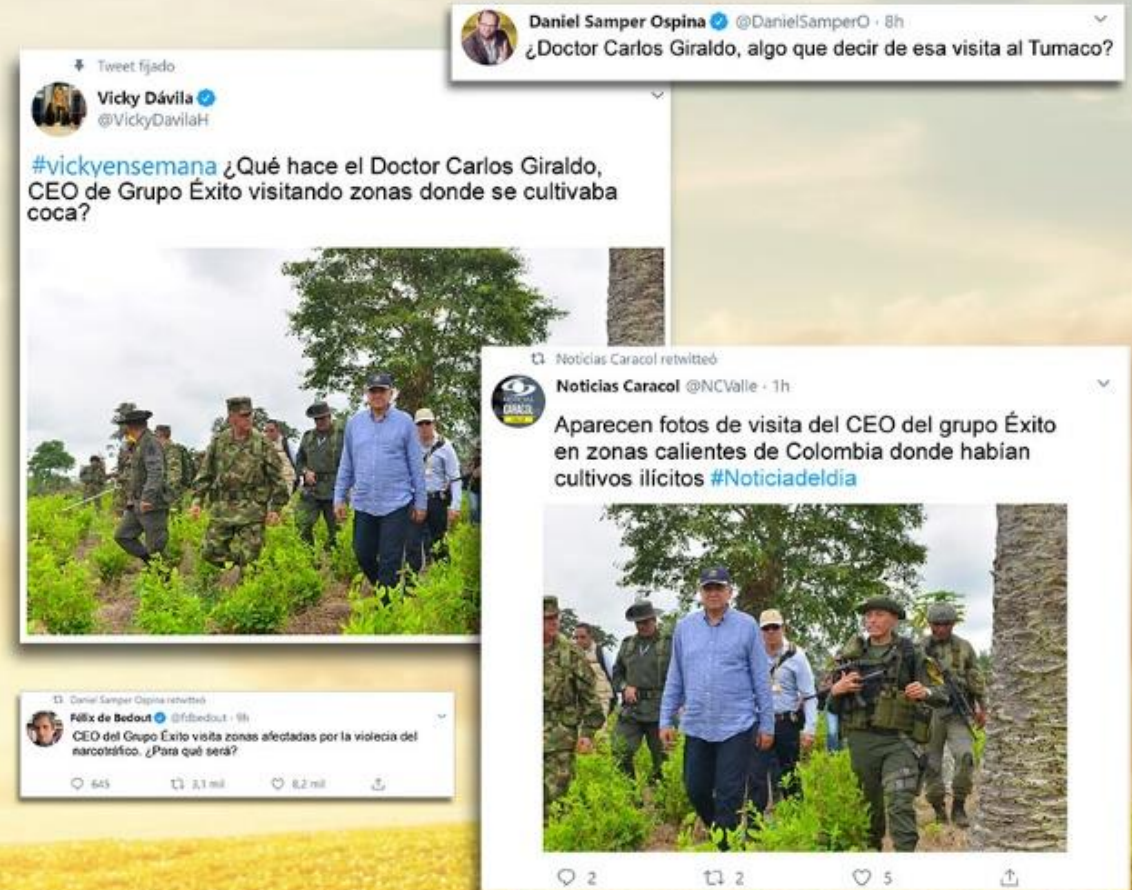 Daniel Samper Ospina @DanielSamperO · 8h
¿Doctor Carlos Giraldo, algo que decir de esa visita al Tumaco?
Tweet fijado
Vicky Dávila
@VickyDavilaH
#vickyensemana ¿Qué hace el Doctor Carlos Giraldo,
CEO de Grupo Éxito visitando zonas donde se cultivaba
coca?
Noticias Caracol retwitteó
Noticias Caracol @NCValle · 1h
Aparecen fotos de visita del CEO del grupo Éxito
en zonas calientes de Colombia donde habían
cultivos ilícitos #Noticiadeldía
2 2 5
Daniel Samper Ospina retwitteó
Félix de Bedout @fdbedout · 9h
CEO del Grupo Éxito visita zonas afectadas por la violecia del
narcotráfico. ¿Para qué será?
645 3,1 mil 8,2 mil